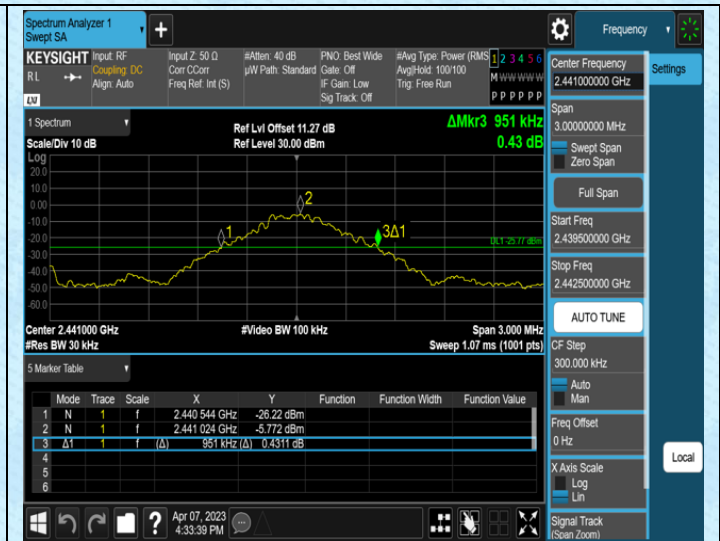 Spectrum Analyzer 1
Swept SA
+
Frequency
KEYSIGHT
RL
LXI
Input: RF
Coupling: DC
Align: Auto
Input Z: 50 Ω
Corr CCorr
Freq Ref: Int (S)
#Atten: 40 dB
µW Path: Standard
PNO: Best Wide
Gate: Off
IF Gain: Low
Sig Track: Off
#Avg Type: Power (RMS
Avg|Hold: 100/100
Trig: Free Run
1 2 3 4 5 6
M W W W W W
P P P P P P
Settings
Center Frequency
2.441000000 GHz
Span
3.00000000 MHz
Swept Span
Zero Span
Full Span
Start Freq
2.439500000 GHz
Stop Freq
2.442500000 GHz
AUTO TUNE
CF Step
300.000 kHz
Auto
Man
Freq Offset
0 Hz
X Axis Scale
Log
Lin
Signal Track
(Span Zoom)
Local
1 Spectrum
Scale/Div 10 dB
Ref Lvl Offset 11.27 dB
Ref Level 30.00 dBm
ΔMkr3 951 kHz
0.43 dB
Log
20.0
10.0
0.00
-10.0
-20.0
-30.0
-40.0
-50.0
-60.0
1
2
3Δ1
DL1 -25.77 dBm
Center 2.441000 GHz
#Res BW 30 kHz
#Video BW 100 kHz
Span 3.000 MHz
Sweep 1.07 ms (1001 pts)
5 Marker Table
Mode Trace Scale X Y Function Function Width Function Value
1 N 1 f 2.440 544 GHz -26.22 dBm
2 N 1 f 2.441 024 GHz -5.772 dBm
3 Δ1 1 f (Δ) 951 kHz (Δ) 0.4311 dB
4
5
6
?
Apr 07, 2023
4:33:39 PM